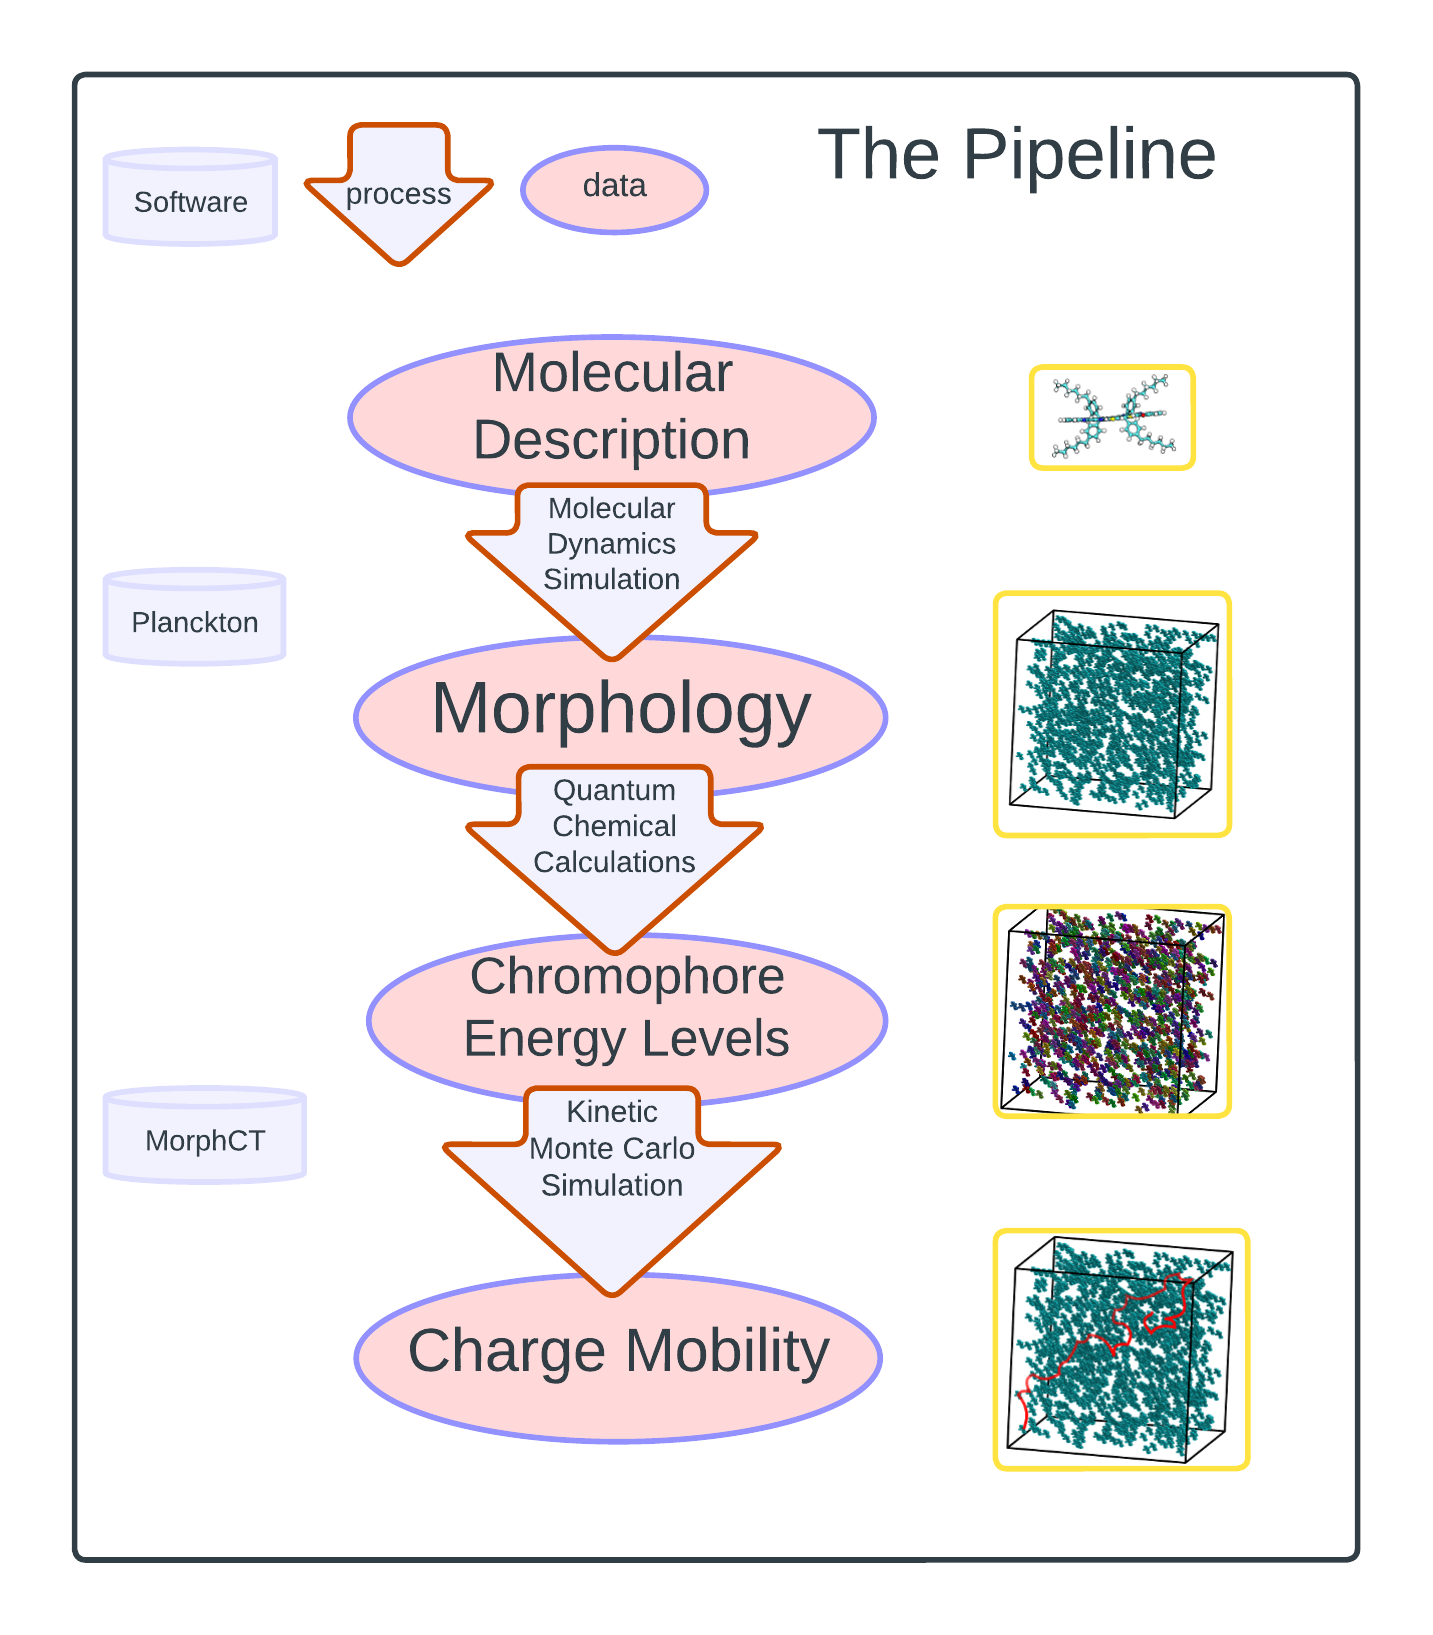 The Pipeline
Software
process
data
Molecular
Description
Molecular
Dynamics
Simulation
Planckton
Morphology
Quantum
Chemical
Calculations
Chromophore
Energy Levels
MorphCT
Kinetic
Monte Carlo
Simulation
Charge Mobility